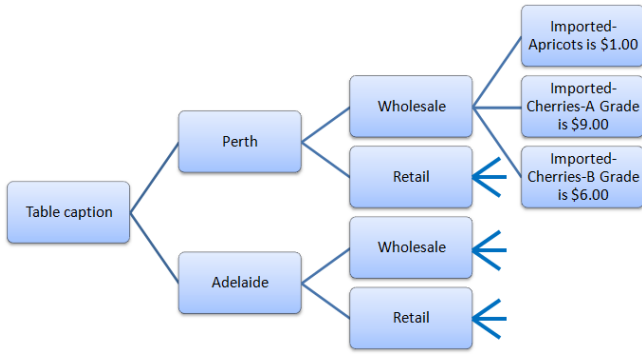 Imported-
Apricots is $1.00
Wholesale
Imported-
Cherries-A Grade
is $9.00
Perth
Retail
Imported-
Cherries-B Grade
is $6.00
Table caption
Wholesale
Adelaide
Retail